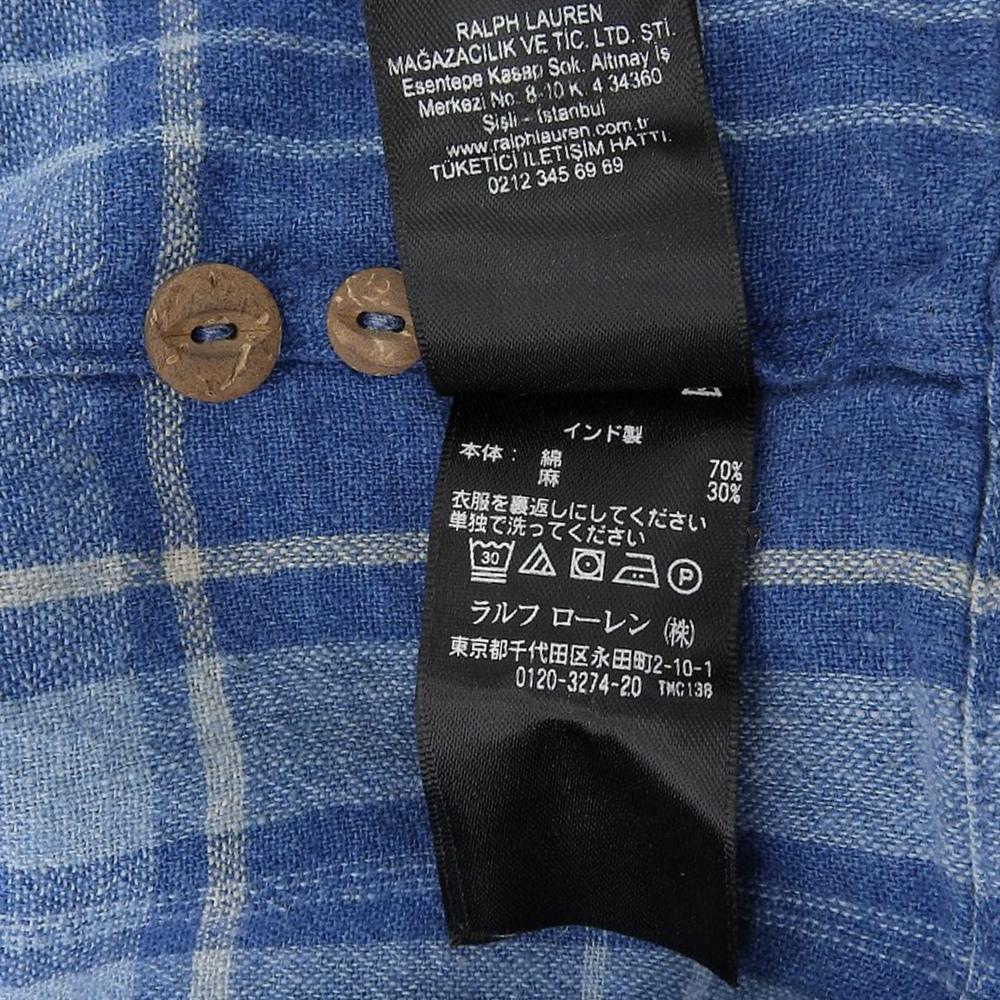 RALPH LAUREN
MAĞAZACILIK VE TİC. LTD. ŞTİ.
Esentepe Kasap Sok. Altınay İş
Merkezi No. 8-10 K. 4 34360
Şişli - İstanbul
www.ralphlauren.com.tr
TÜKETİCİ İLETİŞİM HATTI:
0212 345 69 69
インド製
本体： 綿 70%
麻 30%
衣服を裏返しにしてください
単独で洗ってください
30 P
ラルフ ローレン (株)
東京都千代田区永田町2-10-1
0120-3274-20 TMC138